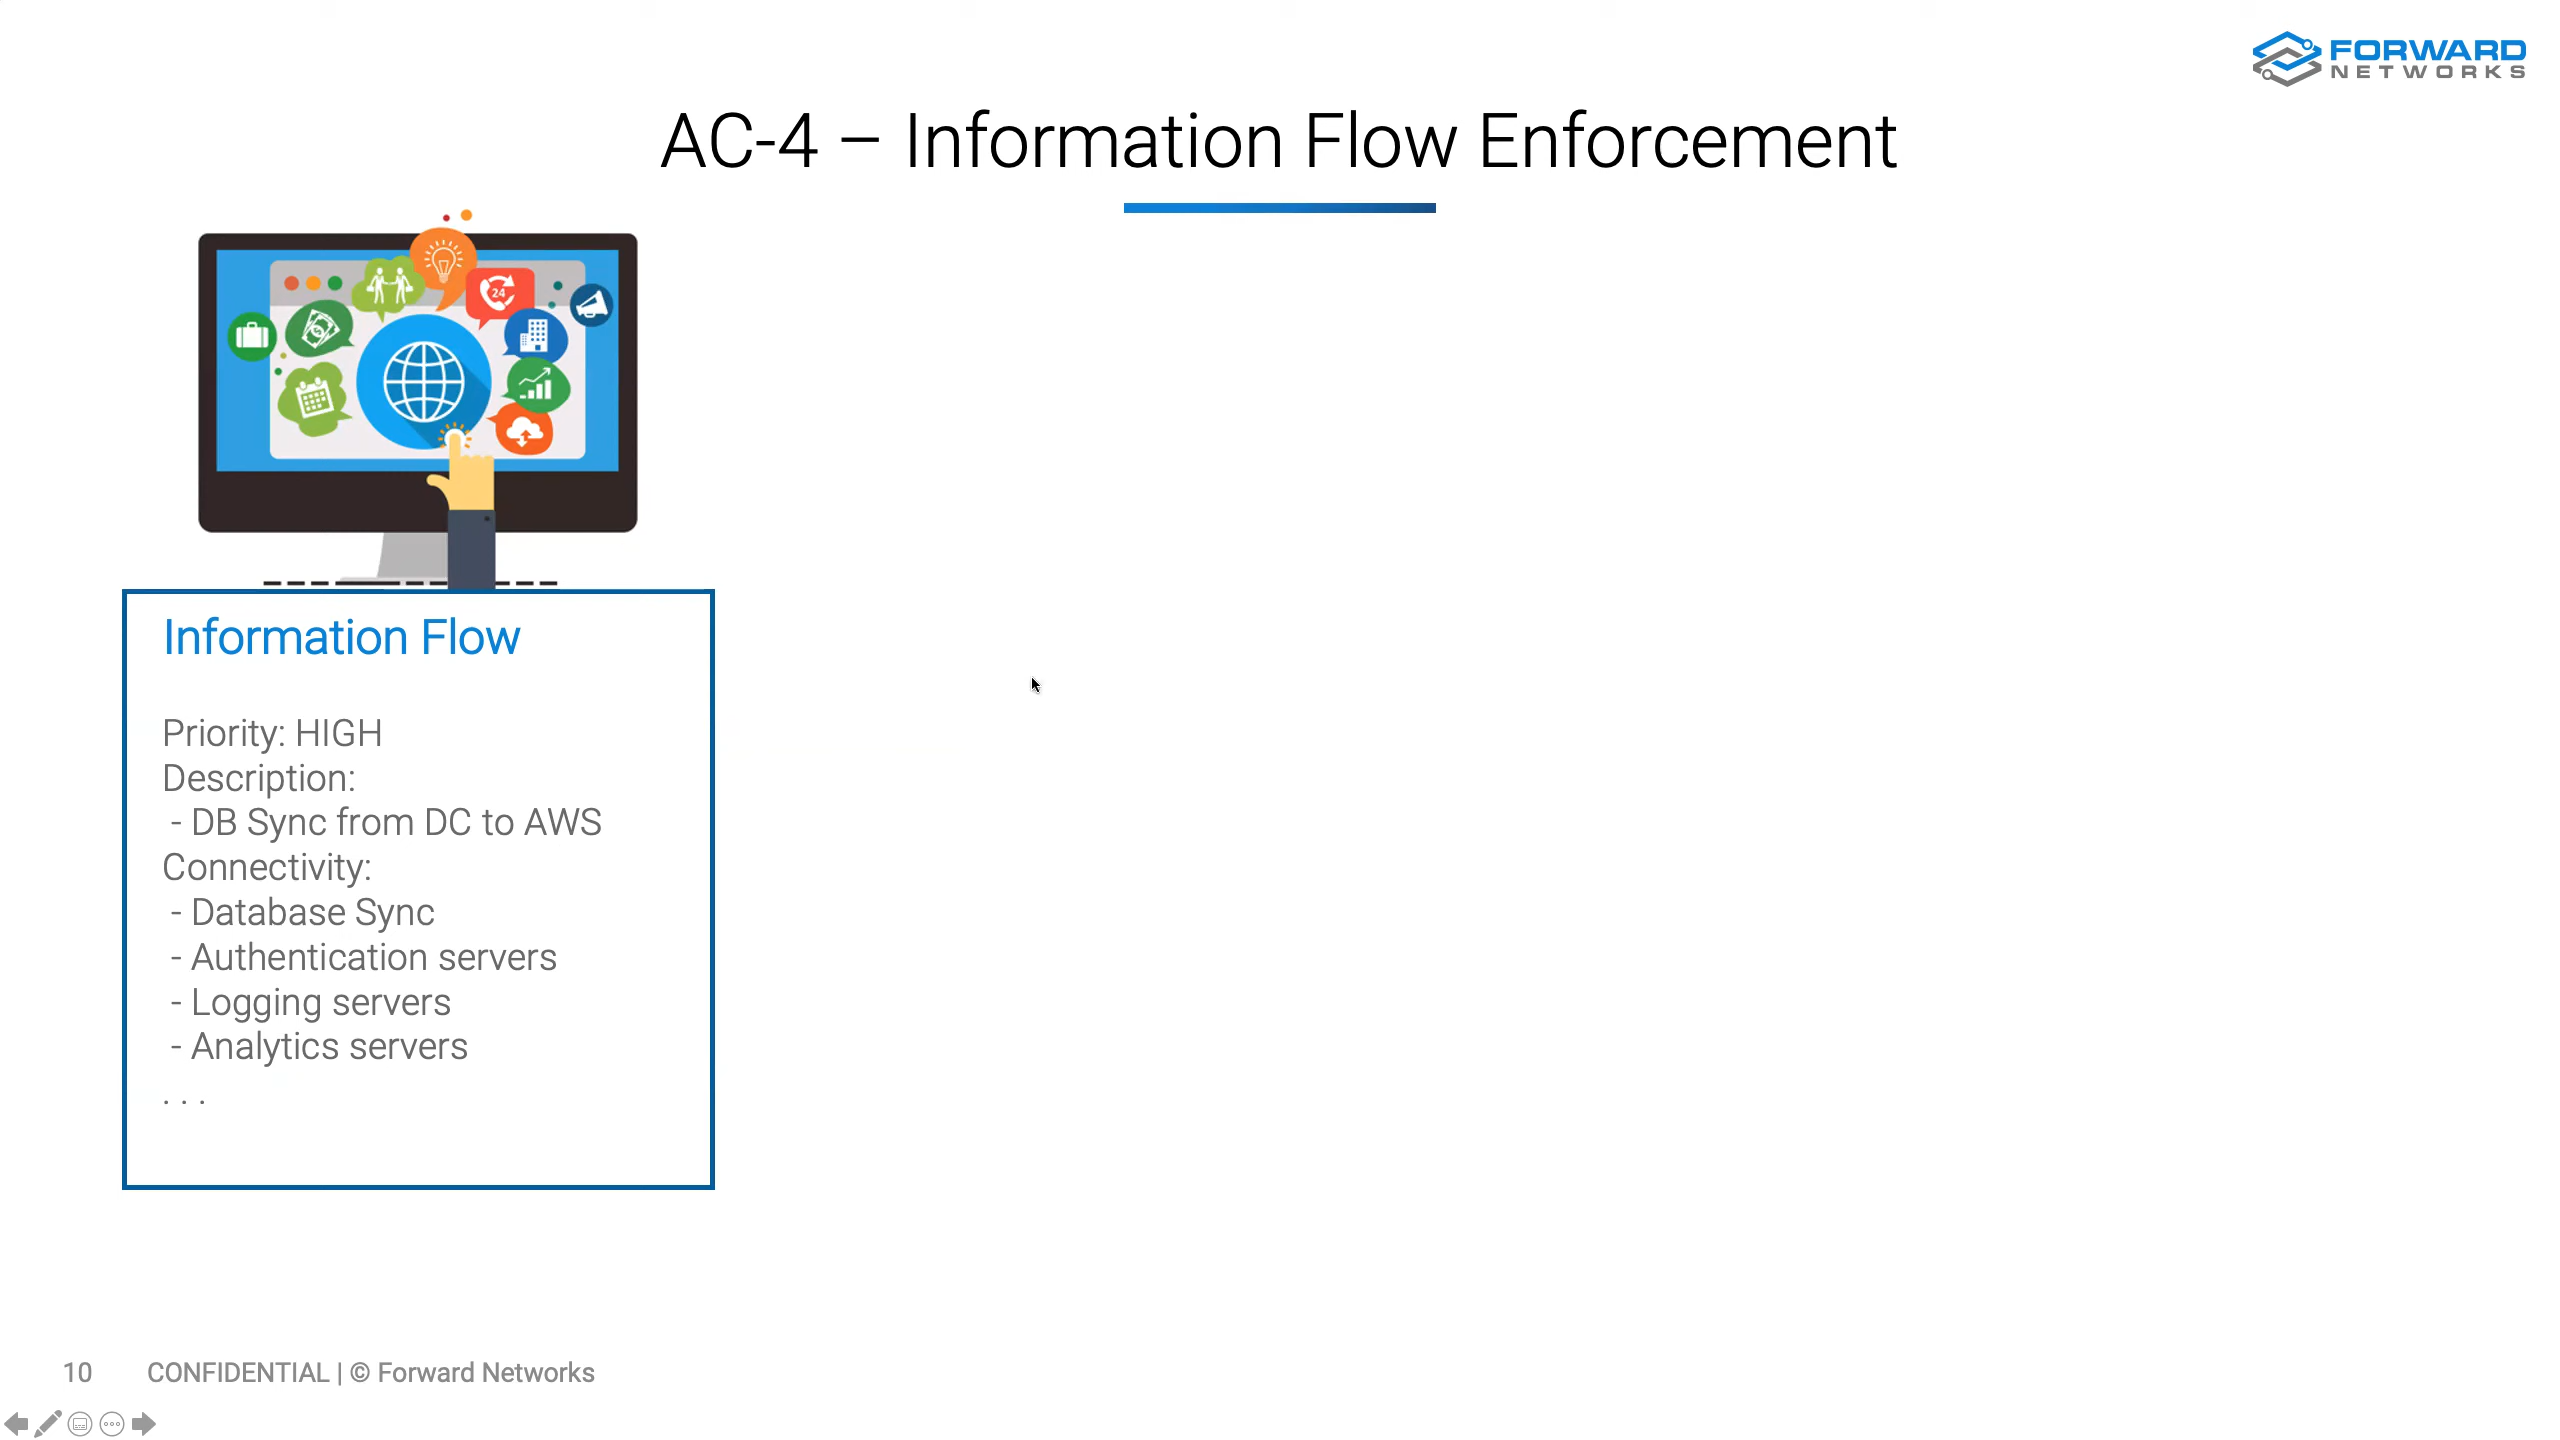 FORWARD
NETWORKS
AC-4 – Information Flow Enforcement
24
Information Flow
Priority: HIGH
Description:
- DB Sync from DC to AWS
Connectivity:
- Database Sync
- Authentication servers
- Logging servers
- Analytics servers
. . .
10 CONFIDENTIAL | © Forward Networks